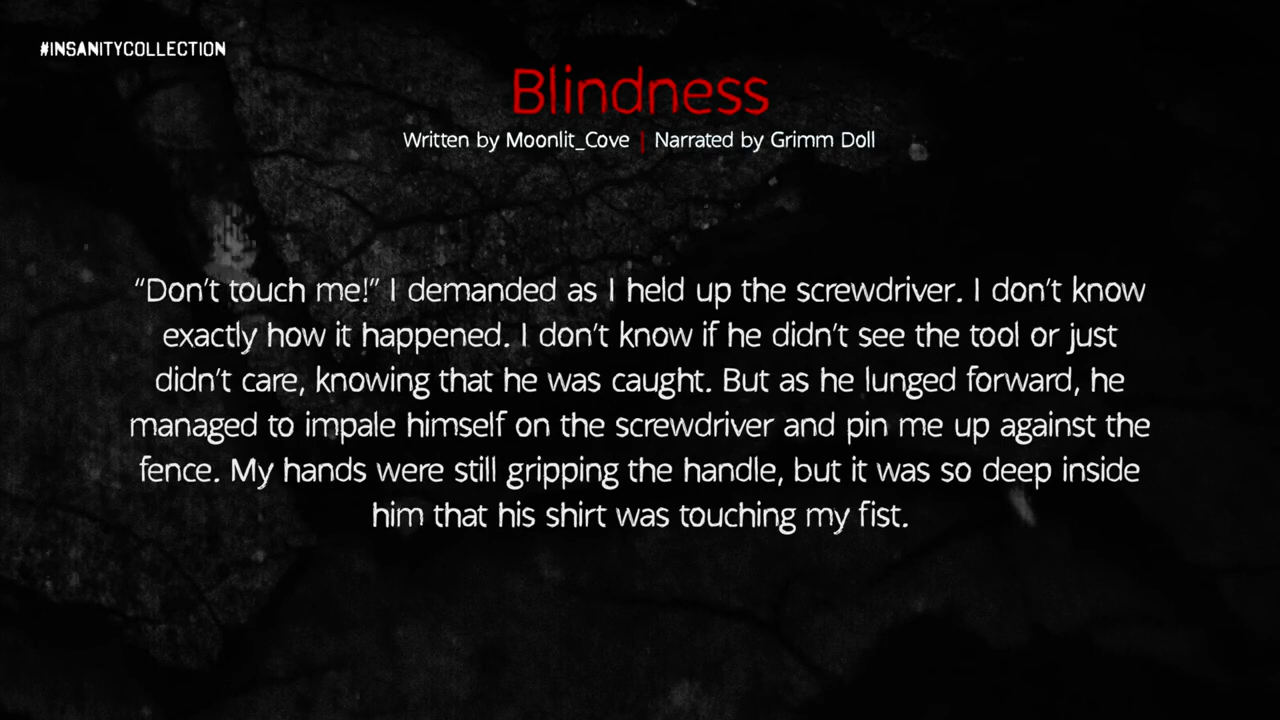 #INSANITYCOLLECTION
Blindness
Written by Moonlit_Cove | Narrated by Grimm Doll
“Don’t touch me!” I demanded as I held up the screwdriver. I don’t know
exactly how it happened. I don’t know if he didn’t see the tool or just
didn’t care, knowing that he was caught. But as he lunged forward, he
managed to impale himself on the screwdriver and pin me up against the
fence. My hands were still gripping the handle, but it was so deep inside
him that his shirt was touching my fist.